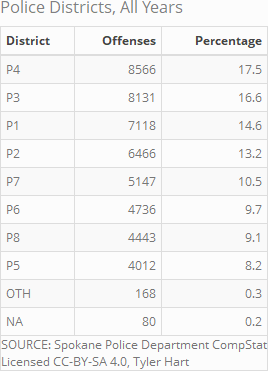 Police Districts, All Years
District Offenses Percentage
P4 8566 17.5
P3 8131 16.6
P1 7118 14.6
P2 6466 13.2
P7 5147 10.5
P6 4736 9.7
P8 4443 9.1
P5 4012 8.2
OTH 168 0.3
NA 80 0.2
SOURCE: Spokane Police Department CompStat
Licensed CC-BY-SA 4.0, Tyler Hart